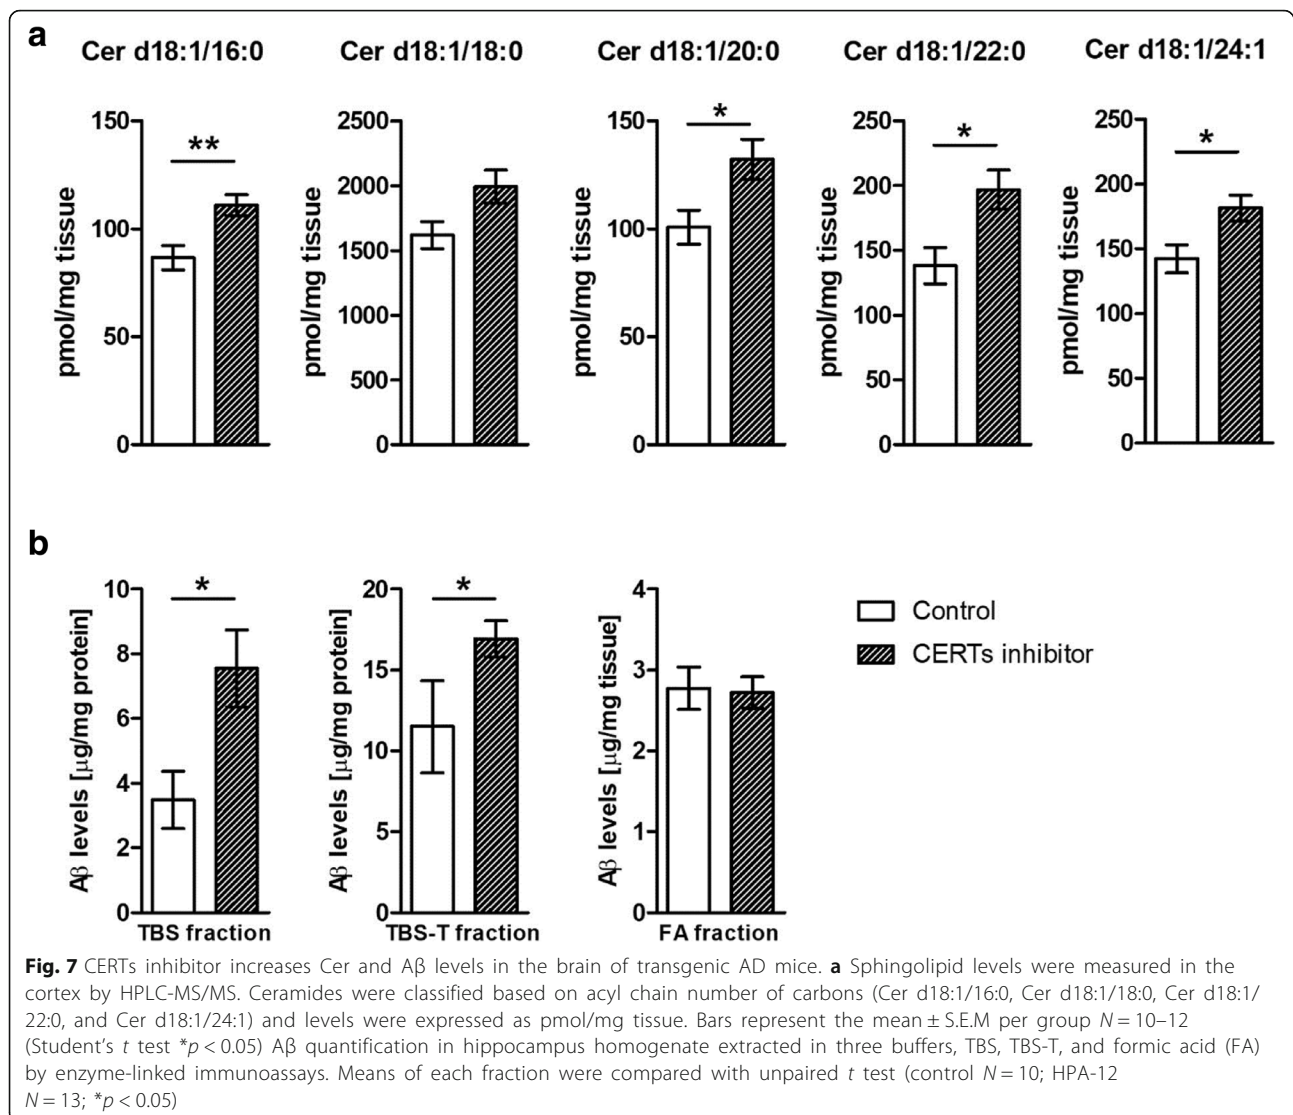 a
Cer d18:1/16:0 Cer d18:1/18:0 Cer d18:1/20:0 Cer d18:1/22:0 Cer d18:1/24:1
pmol/mg tissue
150
100
50
0
**
pmol/mg tissue
2500
2000
1500
1000
500
0
pmol/mg tissue
150
100
50
0
*
pmol/mg tissue
250
200
150
100
50
0
*
pmol/mg tissue
250
200
150
100
50
0
*
b
Aβ levels [μg/mg protein]
10
8
6
4
2
0
*
TBS fraction
Aβ levels [μg/mg protein]
20
15
10
5
0
*
TBS-T fraction
Aβ levels [μg/mg tissue]
4
3
2
1
0
FA fraction
Control
CERTs inhibitor
Fig. 7 CERTs inhibitor increases Cer and Aβ levels in the brain of transgenic AD mice. a Sphingolipid levels were measured in the
cortex by HPLC-MS/MS. Ceramides were classified based on acyl chain number of carbons (Cer d18:1/16:0, Cer d18:1/18:0, Cer d18:1/
22:0, and Cer d18:1/24:1) and levels were expressed as pmol/mg tissue. Bars represent the mean ± S.E.M per group N = 10–12
(Student's t test *p < 0.05) Aβ quantification in hippocampus homogenate extracted in three buffers, TBS, TBS-T, and formic acid (FA)
by enzyme-linked immunoassays. Means of each fraction were compared with unpaired t test (control N = 10; HPA-12
N = 13; *p < 0.05)